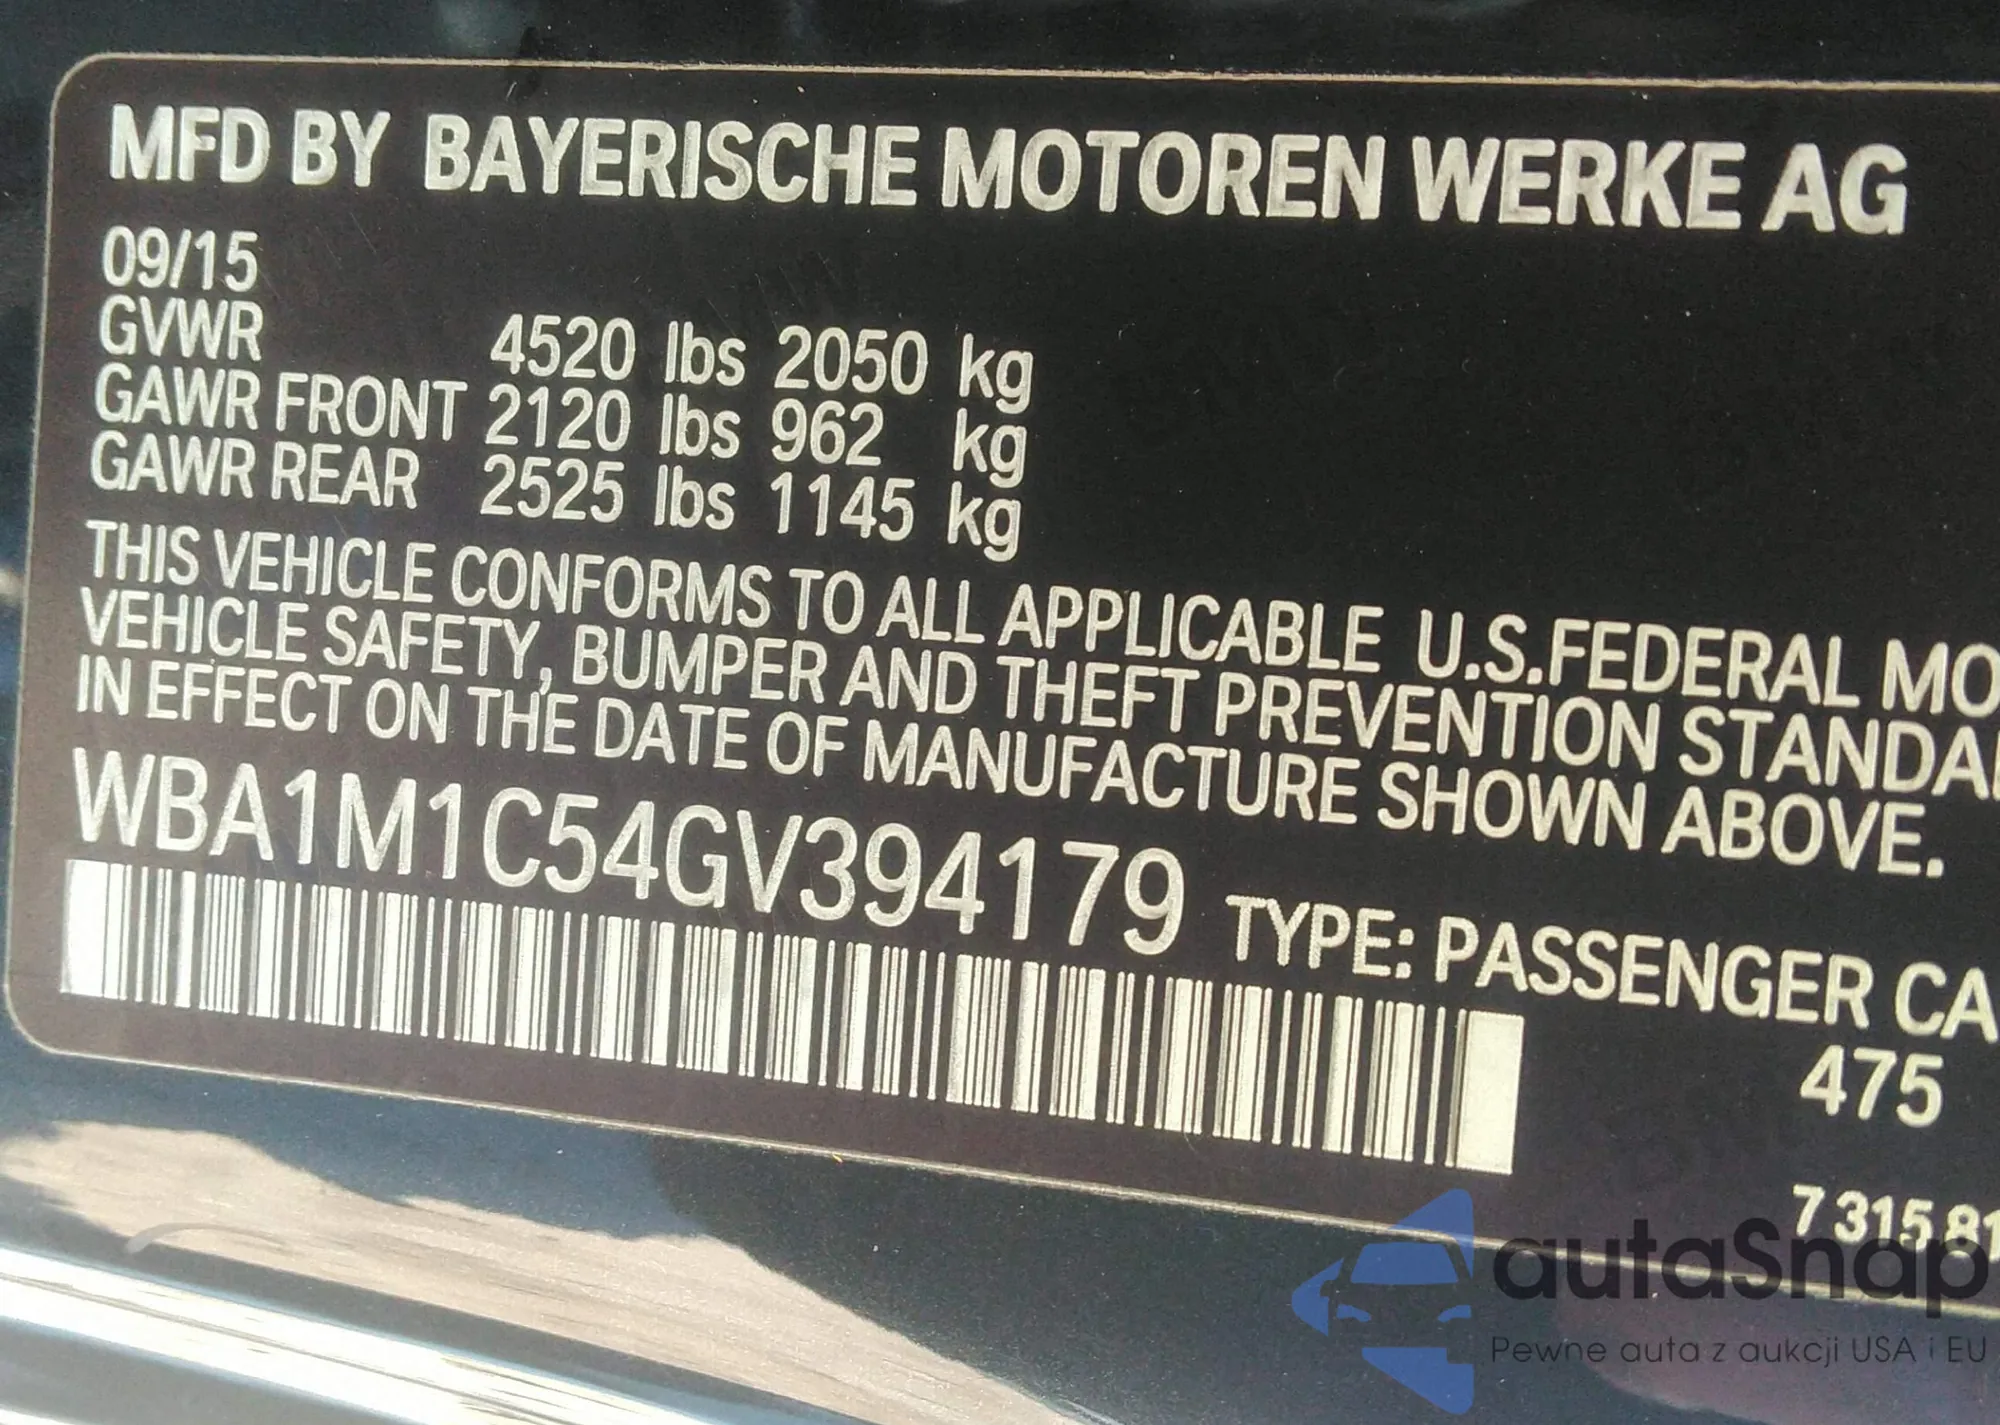 MFD BY BAYERISCHE MOTOREN WERKE AG
09/15
GVWR 4520 lbs 2050 kg
GAWR FRONT 2120 lbs 962 kg
GAWR REAR 2525 lbs 1145 kg
THIS VEHICLE CONFORMS TO ALL APPLICABLE U.S.FEDERAL MO
VEHICLE SAFETY, BUMPER AND THEFT PREVENTION STANDA
IN EFFECT ON THE DATE OF MANUFACTURE SHOWN ABOVE.
WBA1M1C54GV394179 TYPE: PASSENGER CA
475
7 315 81
autaSnap
Pewne auta z aukcji USA i EU